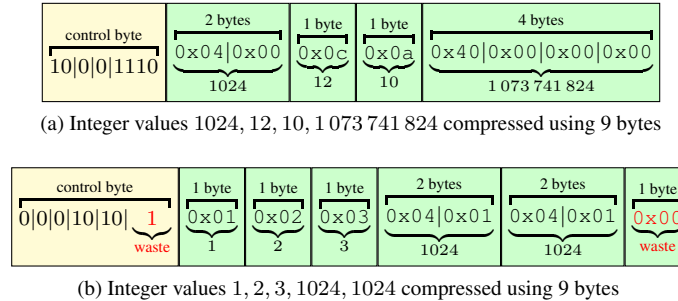 control byte 2 bytes 1 byte 1 byte 4 bytes
10|0|0|1110 0x04|0x00 0x0c 0x0a 0x40|0x00|0x00|0x00
1024 12 10 1 073 741 824
(a) Integer values 1024, 12, 10, 1 073 741 824 compressed using 9 bytes
control byte 1 byte 1 byte 1 byte 2 bytes 2 bytes 1 byte
0|0|0|10|10| 1 0x01 0x02 0x03 0x04|0x01 0x04|0x01 0x00
waste 1 2 3 1024 1024 waste
(b) Integer values 1, 2, 3, 1024, 1024 compressed using 9 bytes